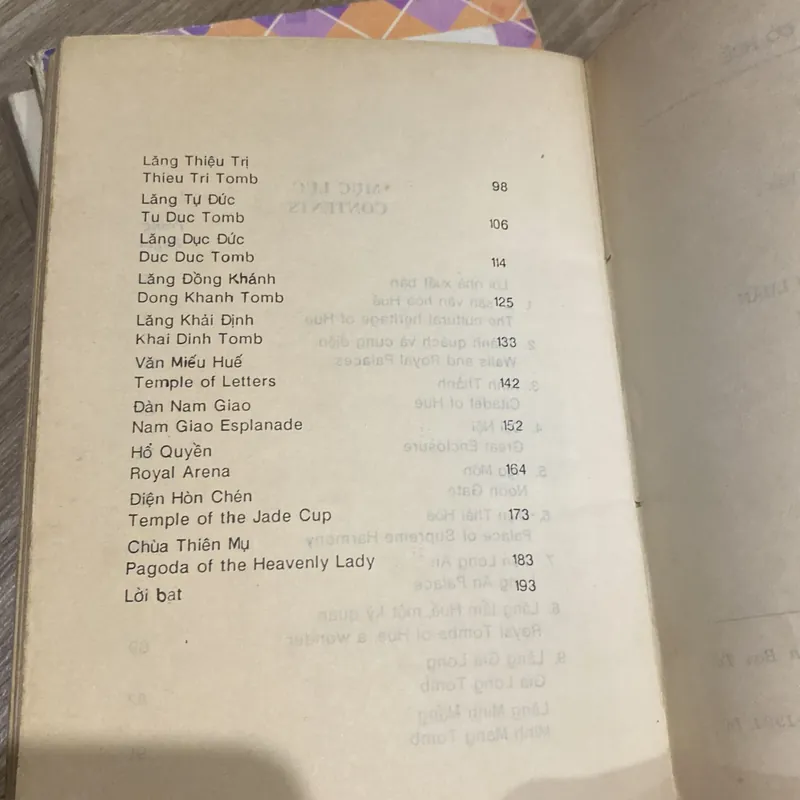 Lăng Thiệu Trị
Thieu Tri Tomb 98
Lăng Tự Đức
Tu Duc Tomb 106
Lăng Dục Đức
Duc Duc Tomb 114
Lăng Đồng Khánh
Dong Khanh Tomb 125
Lăng Khải Định
Khai Dinh Tomb 133
Văn Miếu Huế
Temple of Letters 142
Đàn Nam Giao
Nam Giao Esplanade 152
Hổ Quyền
Royal Arena 164
Diện Hòn Chén
Temple of the Jade Cup 173
Chùa Thiên Mụ
Pagoda of the Heavenly Lady 183
Lời bạt 193